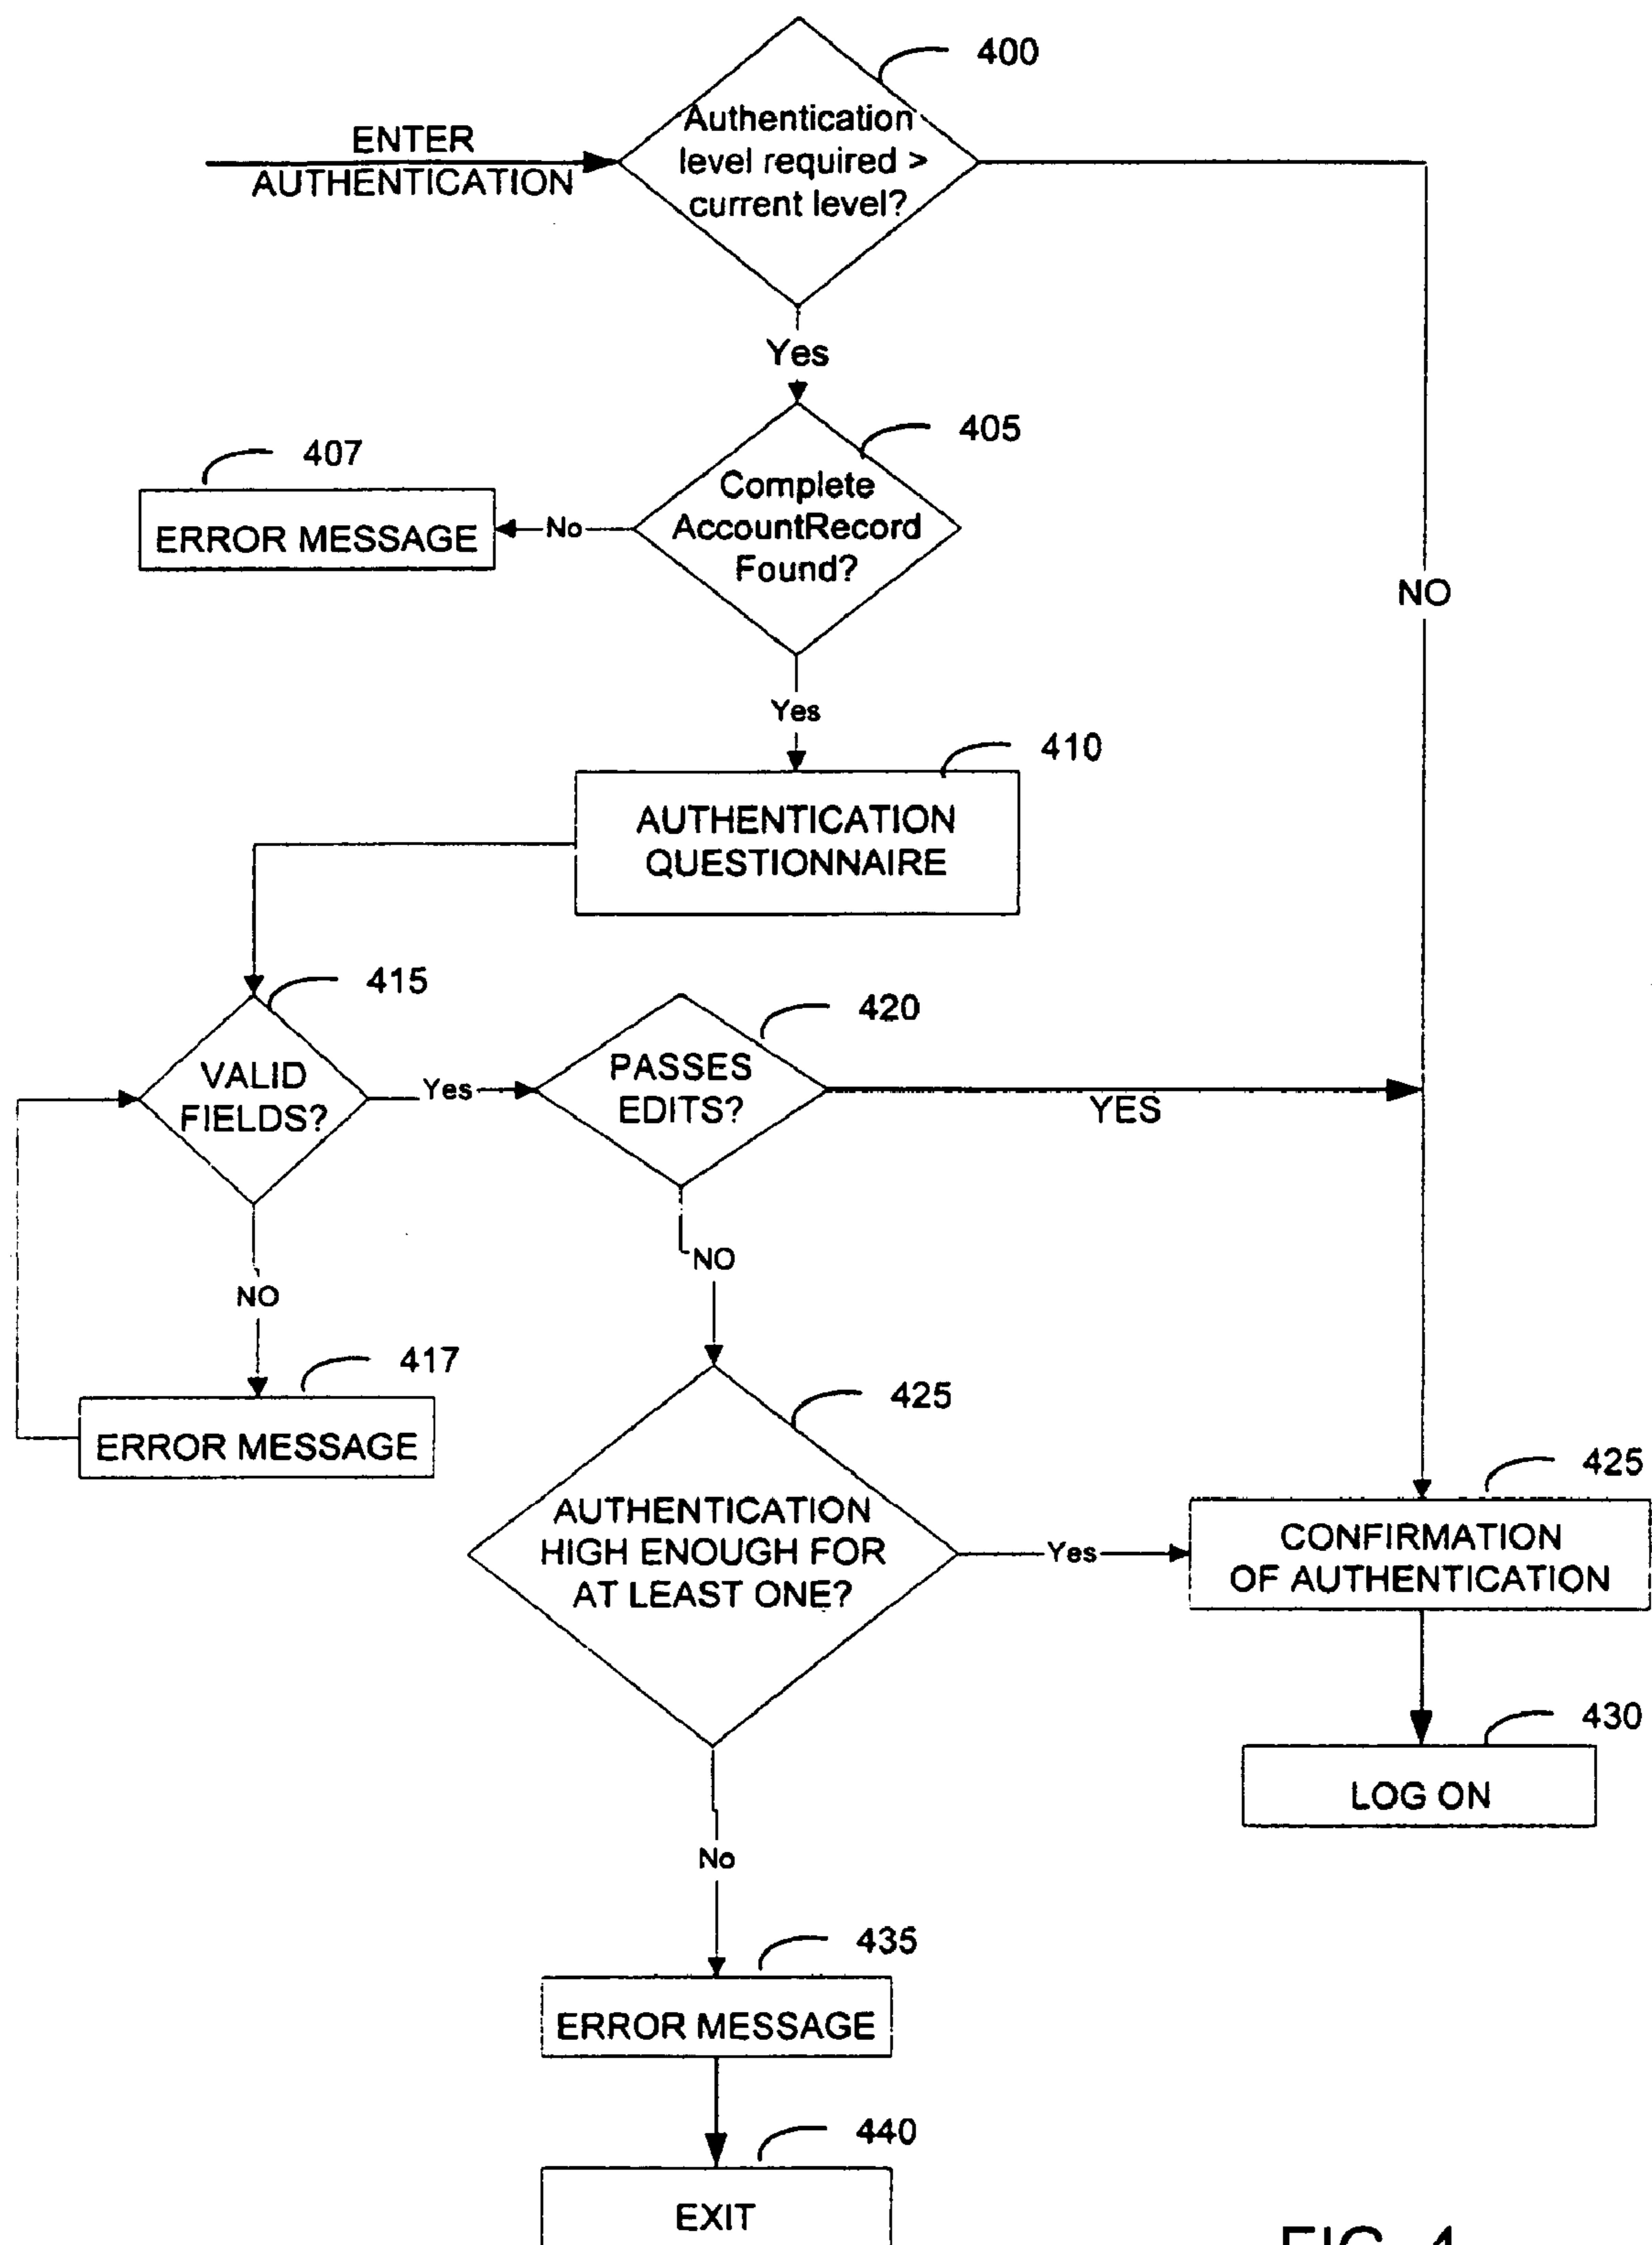 400
Authentication
level required >
current level?
ENTER
AUTHENTICATION
Yes
405
Complete
AccountRecord
Found?
407
ERROR MESSAGE
No
NO
Yes
410
AUTHENTICATION
QUESTIONNAIRE
415
VALID
FIELDS?
Yes
420
PASSES
EDITS?
YES
NO
NO
417
ERROR MESSAGE
425
AUTHENTICATION
HIGH ENOUGH FOR
AT LEAST ONE?
Yes
425
CONFIRMATION
OF AUTHENTICATION
430
LOG ON
No
435
ERROR MESSAGE
440
EXIT
FIG. 4